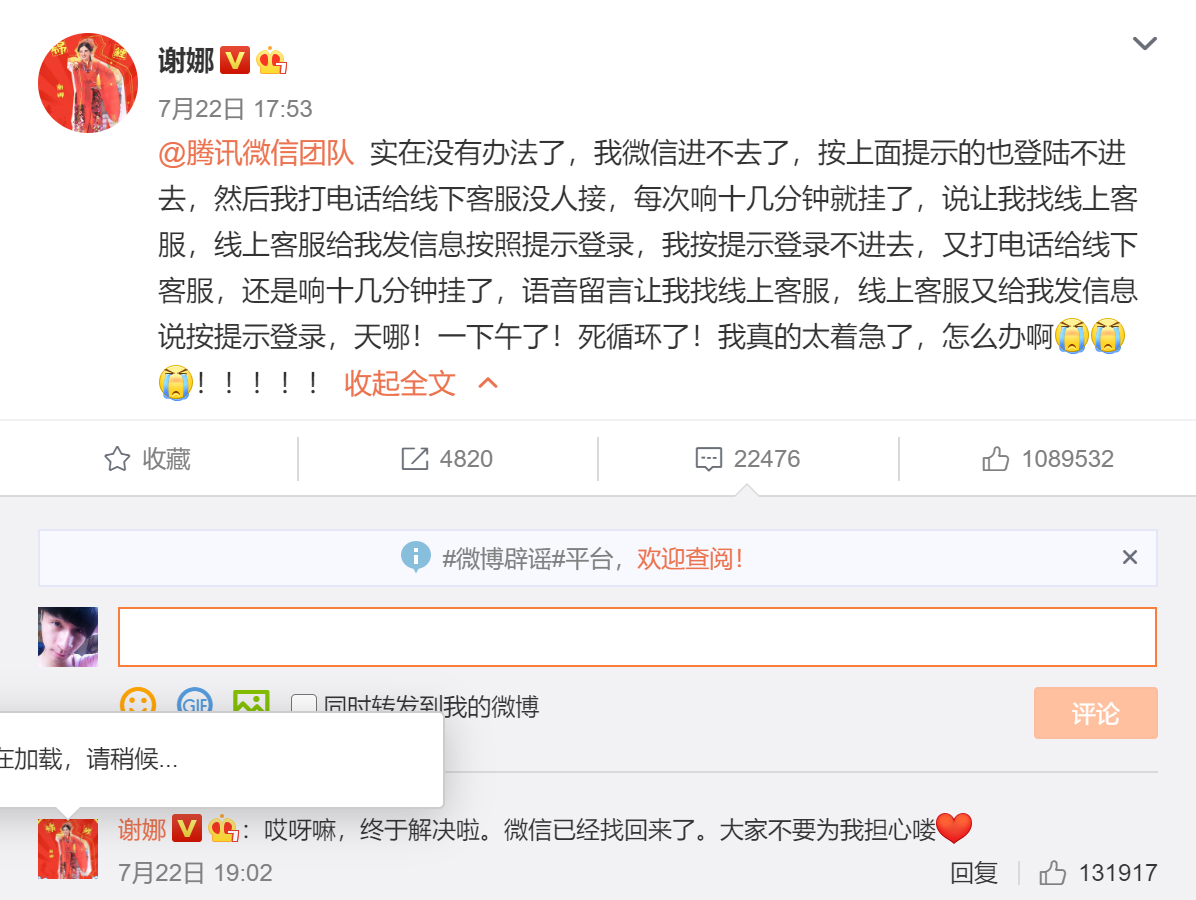 谢娜
7月22日 17:53
@腾讯微信团队 实在没有办法了，我微信进不去了，按上面提示的也登陆不进
去，然后我打电话给线下客服没人接，每次响十几分钟就挂了，说让我找线上客
服，线上客服给我发信息按照提示登录，我按提示登录不进去，又打电话给线下
客服，还是响十几分钟挂了，语音留言让我找线上客服，线上客服又给我发信息
说按提示登录，天哪！一下午了！死循环了！我真的太着急了，怎么办啊😭😭
😭！！！！！ 收起全文
收藏 4820 22476 1089532
#微博辟谣#平台，欢迎查阅！
GIF 同时转发到我的微博
评论
在加载，请稍候...
谢娜：哎呀嘛，终于解决啦。微信已经找回来了。大家不要为我担心喽❤️
7月22日 19:02
回复 131917